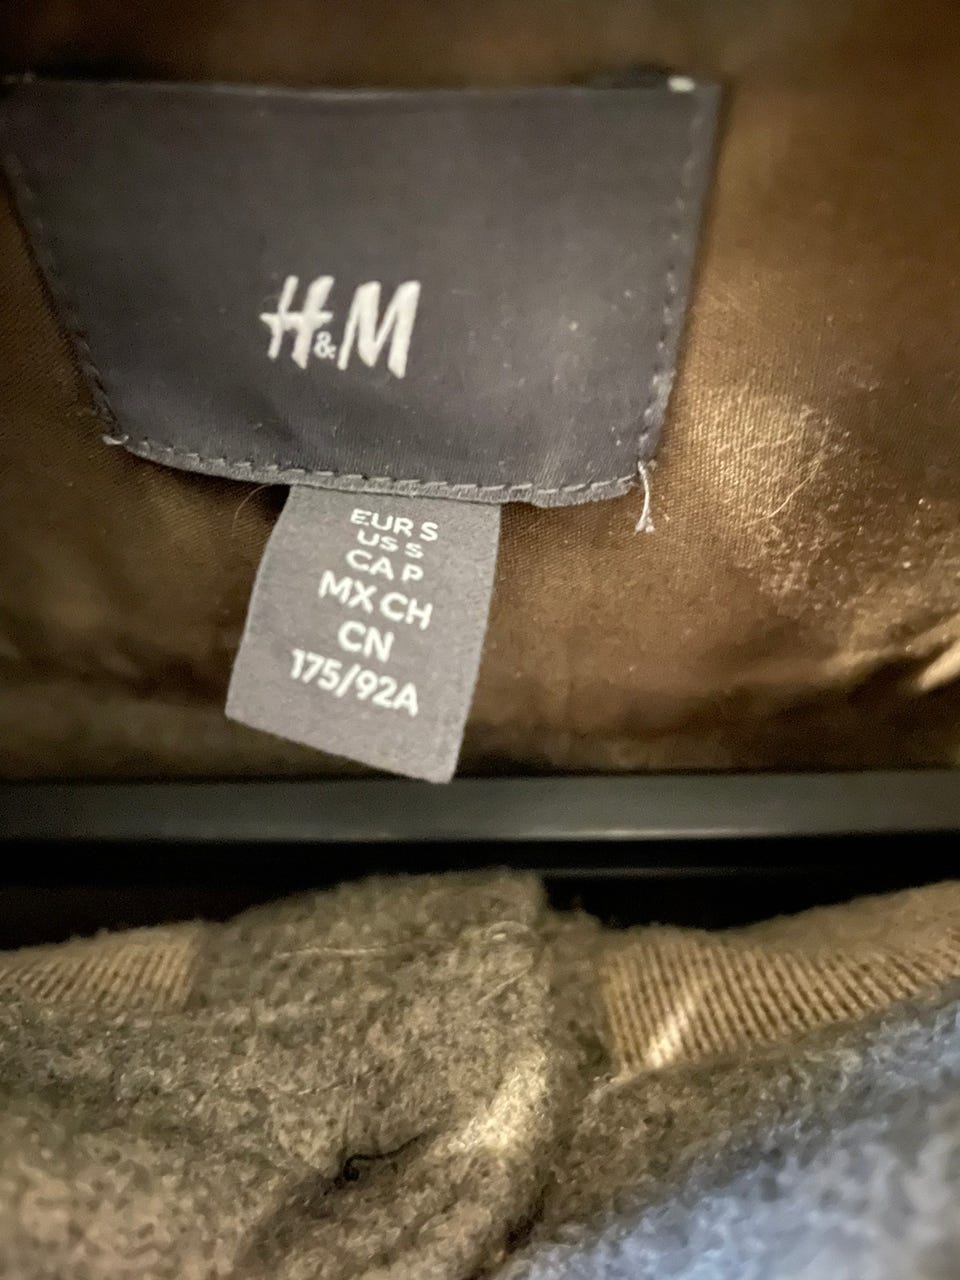 H&M
EUR S
US S
CA P
MX CH
CN
175/92A